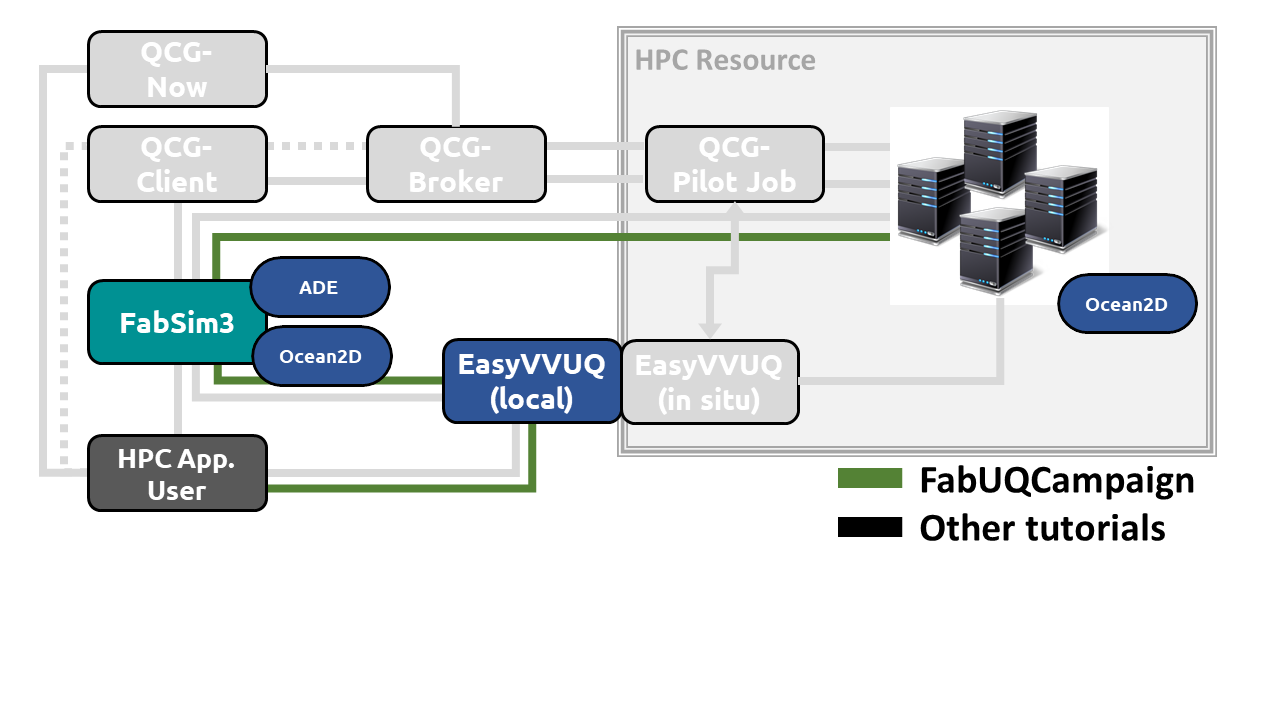 QCG-
Now
HPC Resource
QCG-
Client
QCG-
Broker
QCG-
Pilot Job
ADE
FabSim3
Ocean2D
Ocean2D
EasyVVUQ
(local)
EasyVVUQ
(in situ)
HPC App.
User
FabUQCampaign
Other tutorials